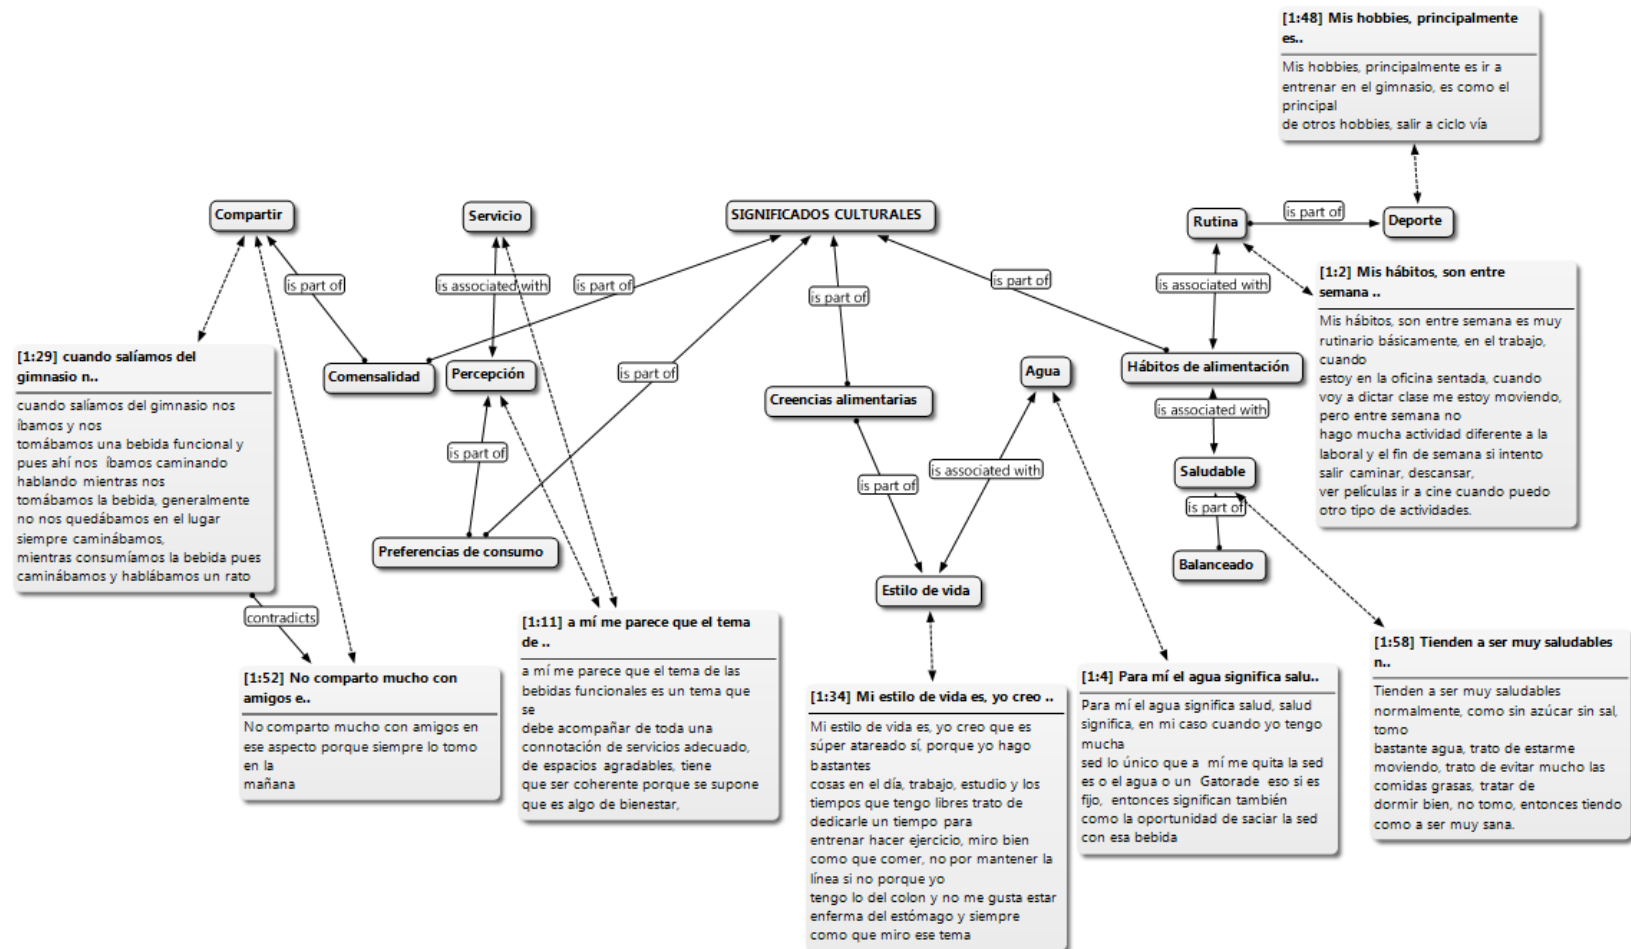 [1:48] Mis hobbies, principalmente
es..
Mis hobbies, principalmente es ir a
entrenar en el gimnasio, es como el
principal
de otros hobbies, salir a ciclo vía
Compartir
Servicio
SIGNIFICADOS CULTURALES
Rutina
is part of
Deporte
is part of
is associated with
is part of
is part of
is part of
is associated with
[1:2] Mis hábitos, son entre
semana ..
Mis hábitos, son entre semana es muy
rutinario básicamente, en el trabajo,
cuando
estoy en la oficina sentada, cuando
voy a dictar clase me estoy moviendo,
pero entre semana no
hago mucha actividad diferente a la
laboral y el fin de semana si intento
salir caminar, descansar,
ver películas ir a cine cuando puedo
otro tipo de actividades.
[1:29] cuando salíamos del
gimnasio n..
cuando salíamos del gimnasio nos
íbamos y nos
tomábamos una bebida funcional y
pues ahí nos íbamos caminando
hablando mientras nos
tomábamos la bebida, generalmente
no nos quedábamos en el lugar
siempre caminábamos,
mientras consumíamos la bebida pues
caminábamos y hablábamos un rato
Comensalidad
Percepción
is part of
Creencias alimentarias
Agua
Hábitos de alimentación
is associated with
is part of
is part of
is associated with
Saludable
is part of
Preferencias de consumo
Balanceado
Estilo de vida
contradicts
[1:52] No comparto mucho con
amigos e..
No comparto mucho con amigos en
ese aspecto porque siempre lo tomo
en la
mañana
[1:11] a mí me parece que el tema
de ..
a mí me parece que el tema de las
bebidas funcionales es un tema que
se
debe acompañar de toda una
connotación de servicios adecuado,
de espacios agradables, tiene
que ser coherente porque se supone
que es algo de bienestar,
[1:34] Mi estilo de vida es, yo creo ..
Mi estilo de vida es, yo creo que es
súper atareado sí, porque yo hago
bastantes
cosas en el día, trabajo, estudio y los
tiempos que tengo libres trato de
dedicarle un tiempo para
entrenar hacer ejercicio, miro bien
como que comer, no por mantener la
línea si no porque yo
tengo lo del colon y no me gusta estar
enferma del estómago y siempre
como que miro ese tema
[1:4] Para mí el agua significa salu..
Para mí el agua significa salud, salud
significa, en mi caso cuando yo tengo
mucha
sed lo único que a mí me quita la sed
es o el agua o un Gatorade eso si es
fijo, entonces significan también
como la oportunidad de saciar la sed
con esa bebida
[1:58] Tienden a ser muy saludables
n..
Tienden a ser muy saludables
normalmente, como sin azúcar sin sal,
tomo
bastante agua, trato de estarme
moviendo, trato de evitar mucho las
comidas grasas, tratar de
dormir bien, no tomo, entonces tiendo
como a ser muy sana.